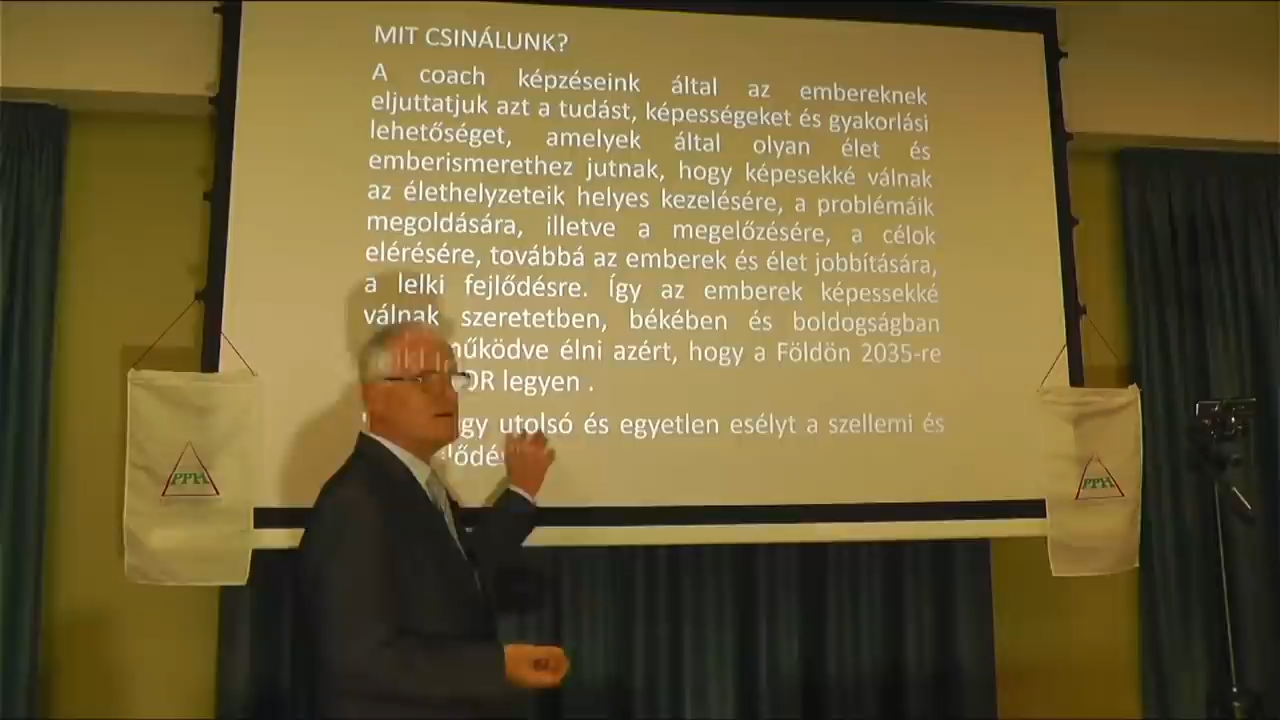 MIT CSINÁLUNK?
A coach képzéseink által az embereknek
eljuttatjuk azt a tudást, képességeket és gyakorlási
lehetőséget, amelyek által olyan élet és
emberismerethez jutnak, hogy képesekké válnak
az élethelyzeteik helyes kezelésére, a problémáik
megoldására, illetve a megelőzésére, a célok
elérésére, továbbá az emberek és élet jobbítására,
a lelki fejlődésre. Így az emberek képessekké
válnak szeretetben, békében és boldogságban
élni azért, hogy a Földön 2035-re
legyen .
utolsó és egyetlen esélyt a szellemi és